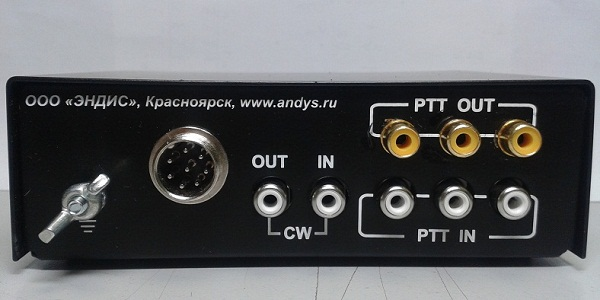 ООО «ЭНДИС», Красноярск, www.andys.ru
PTT OUT
OUT IN
CW
PTT IN